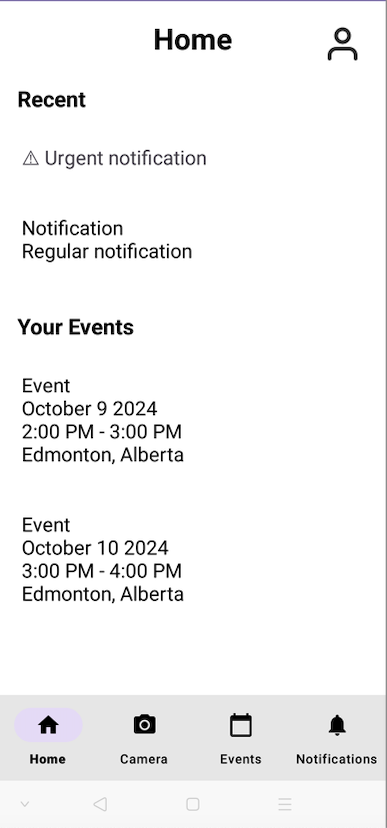 Home
Recent
⚠ Urgent notification
Notification
Regular notification
Your Events
Event
October 9 2024
2:00 PM - 3:00 PM
Edmonton, Alberta
Event
October 10 2024
3:00 PM - 4:00 PM
Edmonton, Alberta
Home Camera Events Notifications